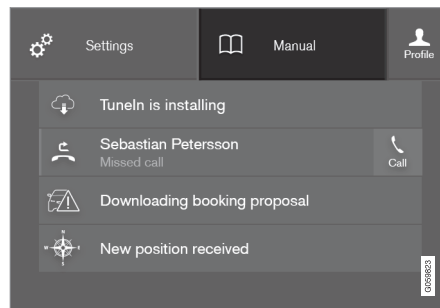 Settings
Manual
Profile
TuneIn is installing
Sebastian Petersson
Missed call
Call
Downloading booking proposal
New position received
N
W
E
S
G059823